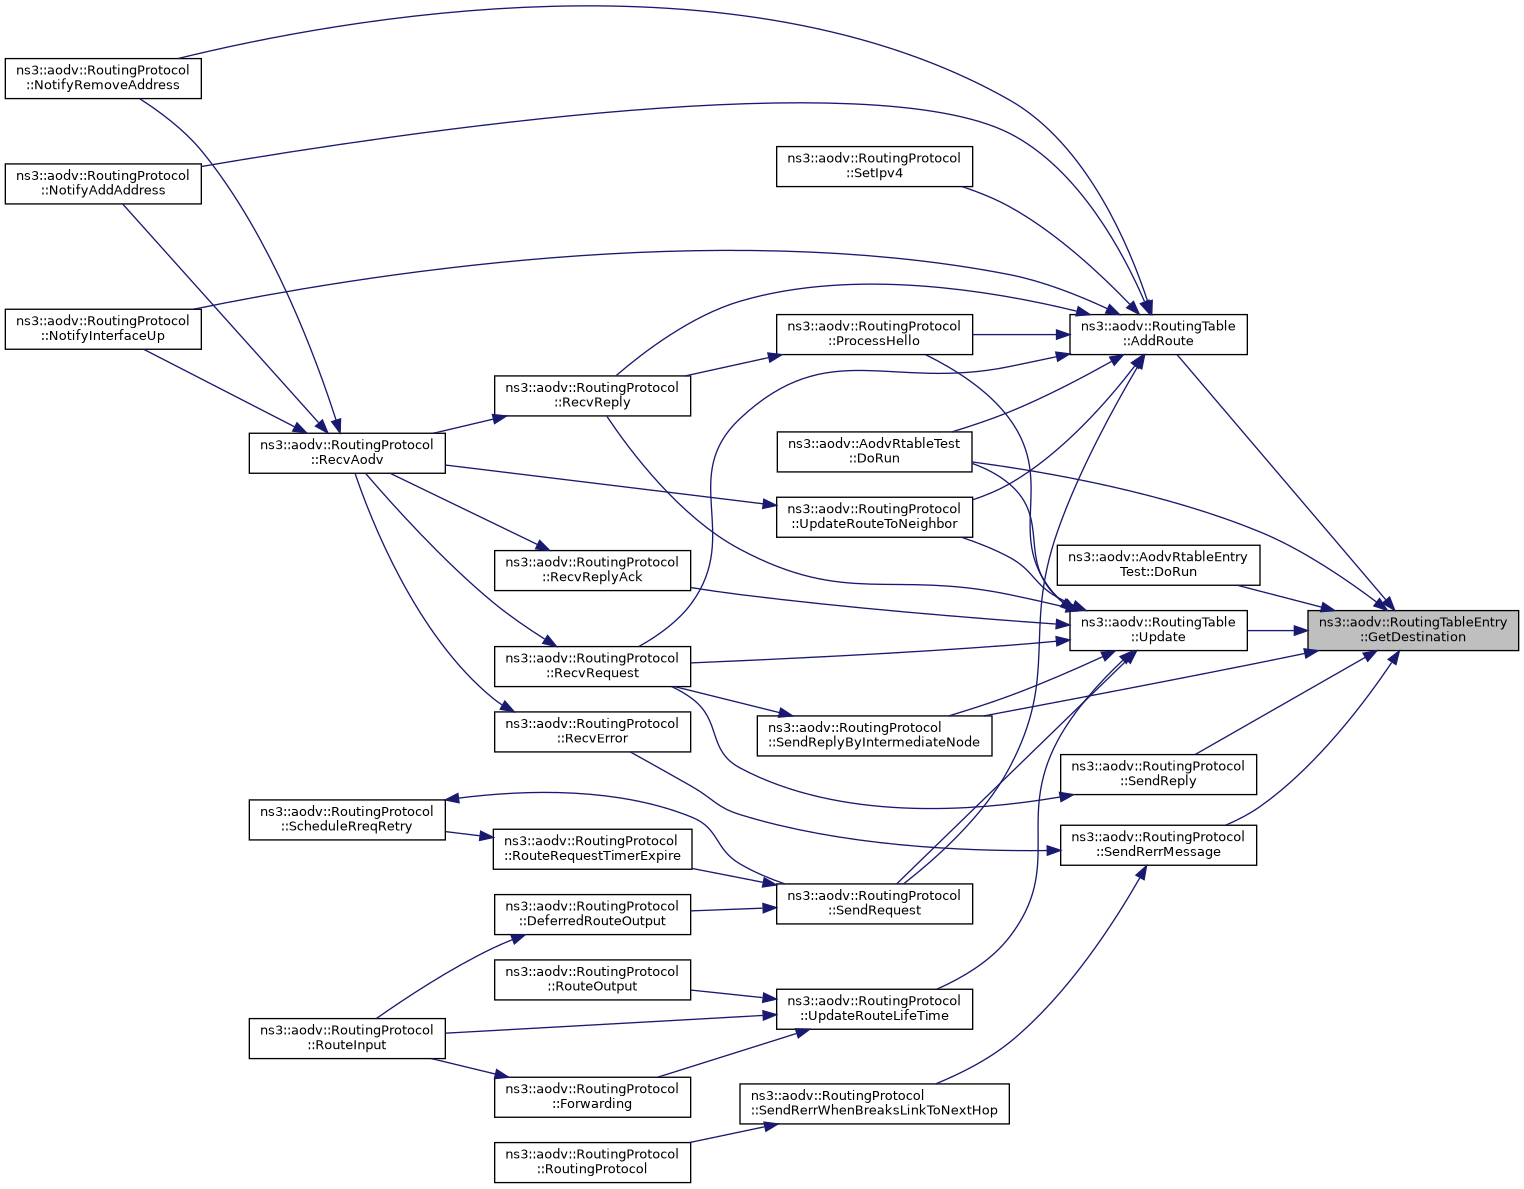 ns3::aodv::RoutingProtocol
::NotifyRemoveAddress
ns3::aodv::RoutingProtocol
::SetIpv4
ns3::aodv::RoutingProtocol
::NotifyAddAddress
ns3::aodv::RoutingProtocol
::NotifyInterfaceUp
ns3::aodv::RoutingProtocol
::ProcessHello
ns3::aodv::RoutingTable
::AddRoute
ns3::aodv::RoutingProtocol
::RecvReply
ns3::aodv::RoutingProtocol
::RecvAodv
ns3::aodv::AodvRtableTest
::DoRun
ns3::aodv::RoutingProtocol
::UpdateRouteToNeighbor
ns3::aodv::RoutingProtocol
::RecvReplyAck
ns3::aodv::AodvRtableEntry
Test::DoRun
ns3::aodv::RoutingTable
::Update
ns3::aodv::RoutingTableEntry
::GetDestination
ns3::aodv::RoutingProtocol
::RecvRequest
ns3::aodv::RoutingProtocol
::RecvError
ns3::aodv::RoutingProtocol
::SendReplyByIntermediateNode
ns3::aodv::RoutingProtocol
::SendReply
ns3::aodv::RoutingProtocol
::ScheduleRreqRetry
ns3::aodv::RoutingProtocol
::RouteRequestTimerExpire
ns3::aodv::RoutingProtocol
::SendRerrMessage
ns3::aodv::RoutingProtocol
::DeferredRouteOutput
ns3::aodv::RoutingProtocol
::SendRequest
ns3::aodv::RoutingProtocol
::RouteOutput
ns3::aodv::RoutingProtocol
::UpdateRouteLifeTime
ns3::aodv::RoutingProtocol
::RouteInput
ns3::aodv::RoutingProtocol
::Forwarding
ns3::aodv::RoutingProtocol
::SendRerrWhenBreaksLinkToNextHop
ns3::aodv::RoutingProtocol
::RoutingProtocol